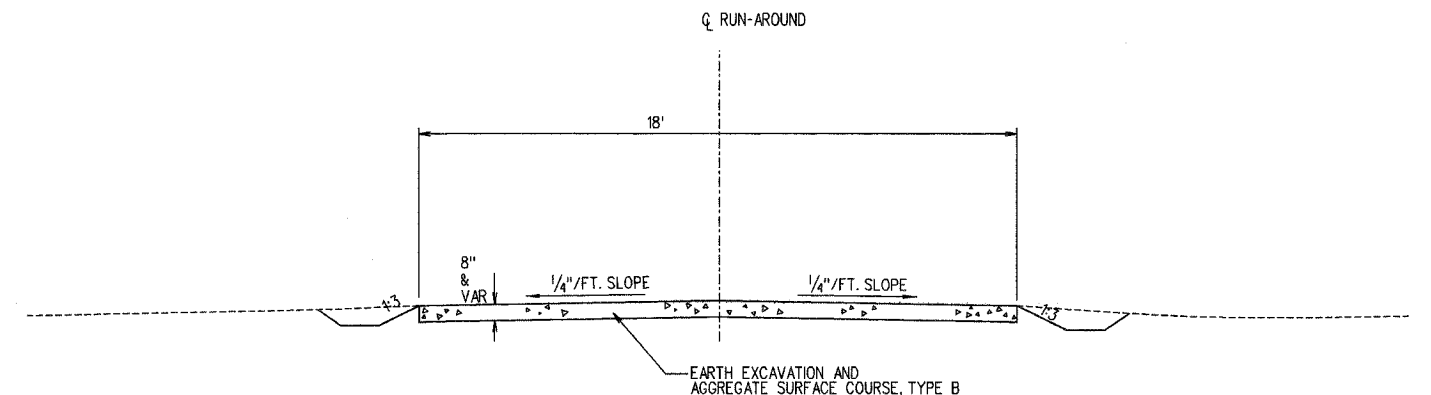 ℄ RUN-AROUND
18'
8"
&
VAR
1/4"/FT. SLOPE
1/4"/FT. SLOPE
1:3
1:3
EARTH EXCAVATION AND
AGGREGATE SURFACE COURSE, TYPE B